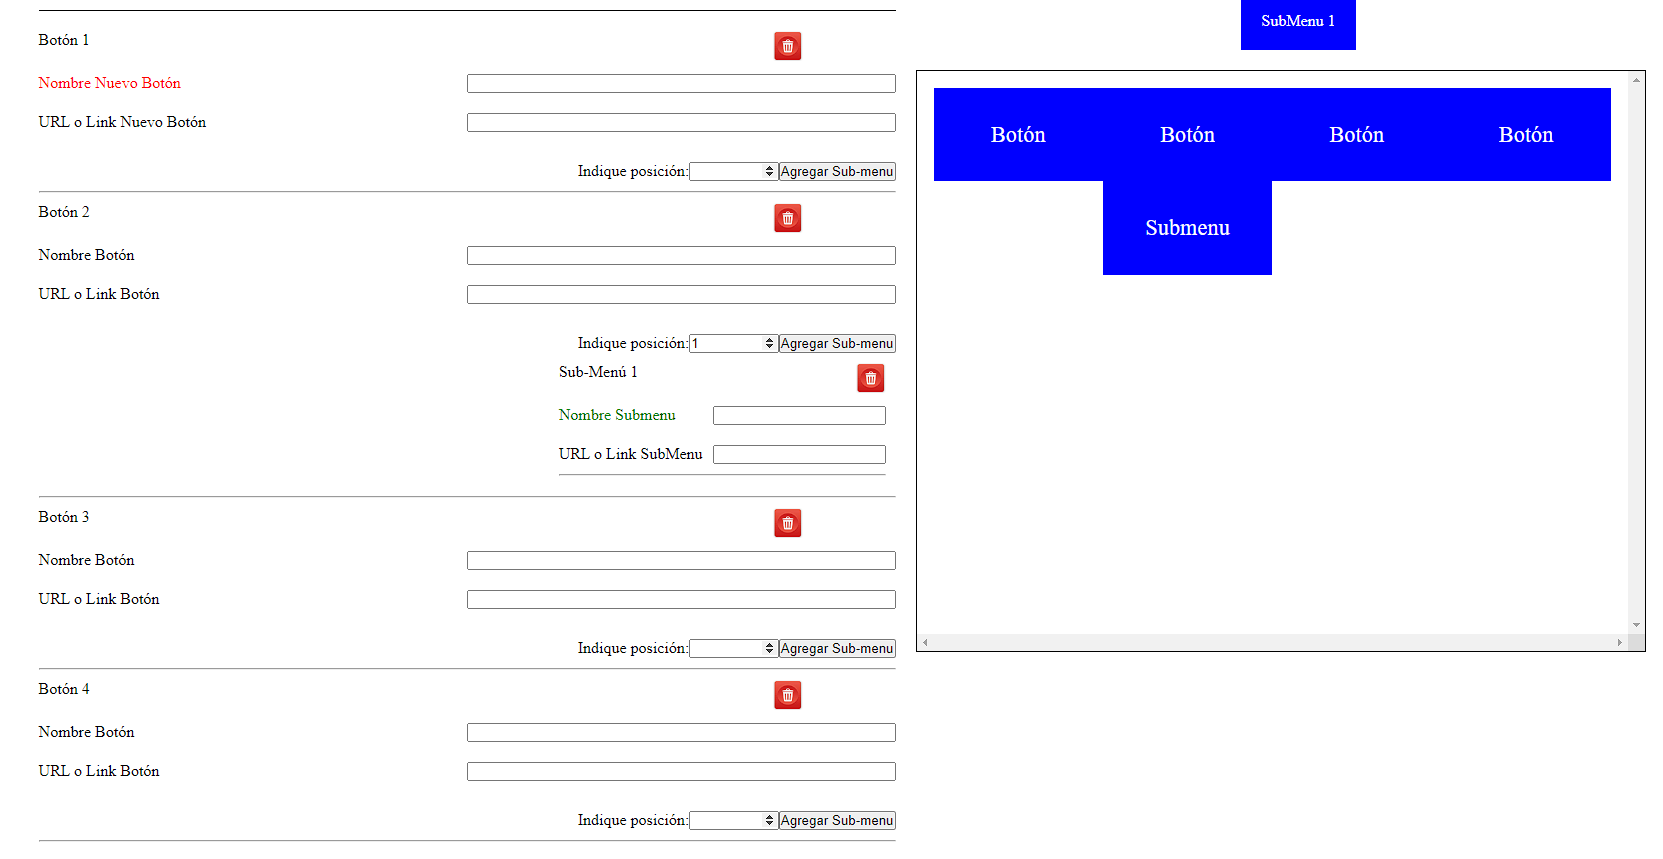 Botón 1
Nombre Nuevo Botón
URL o Link Nuevo Botón
Indique posición: Agregar Sub-menu
Botón 2
Nombre Botón
URL o Link Botón
Indique posición: 1 Agregar Sub-menu
Sub-Menú 1
Nombre Submenu
URL o Link SubMenu
Botón 3
Nombre Botón
URL o Link Botón
Indique posición: Agregar Sub-menu
Botón 4
Nombre Botón
URL o Link Botón
Indique posición: Agregar Sub-menu
SubMenu 1
Botón Botón Botón Botón
Submenu